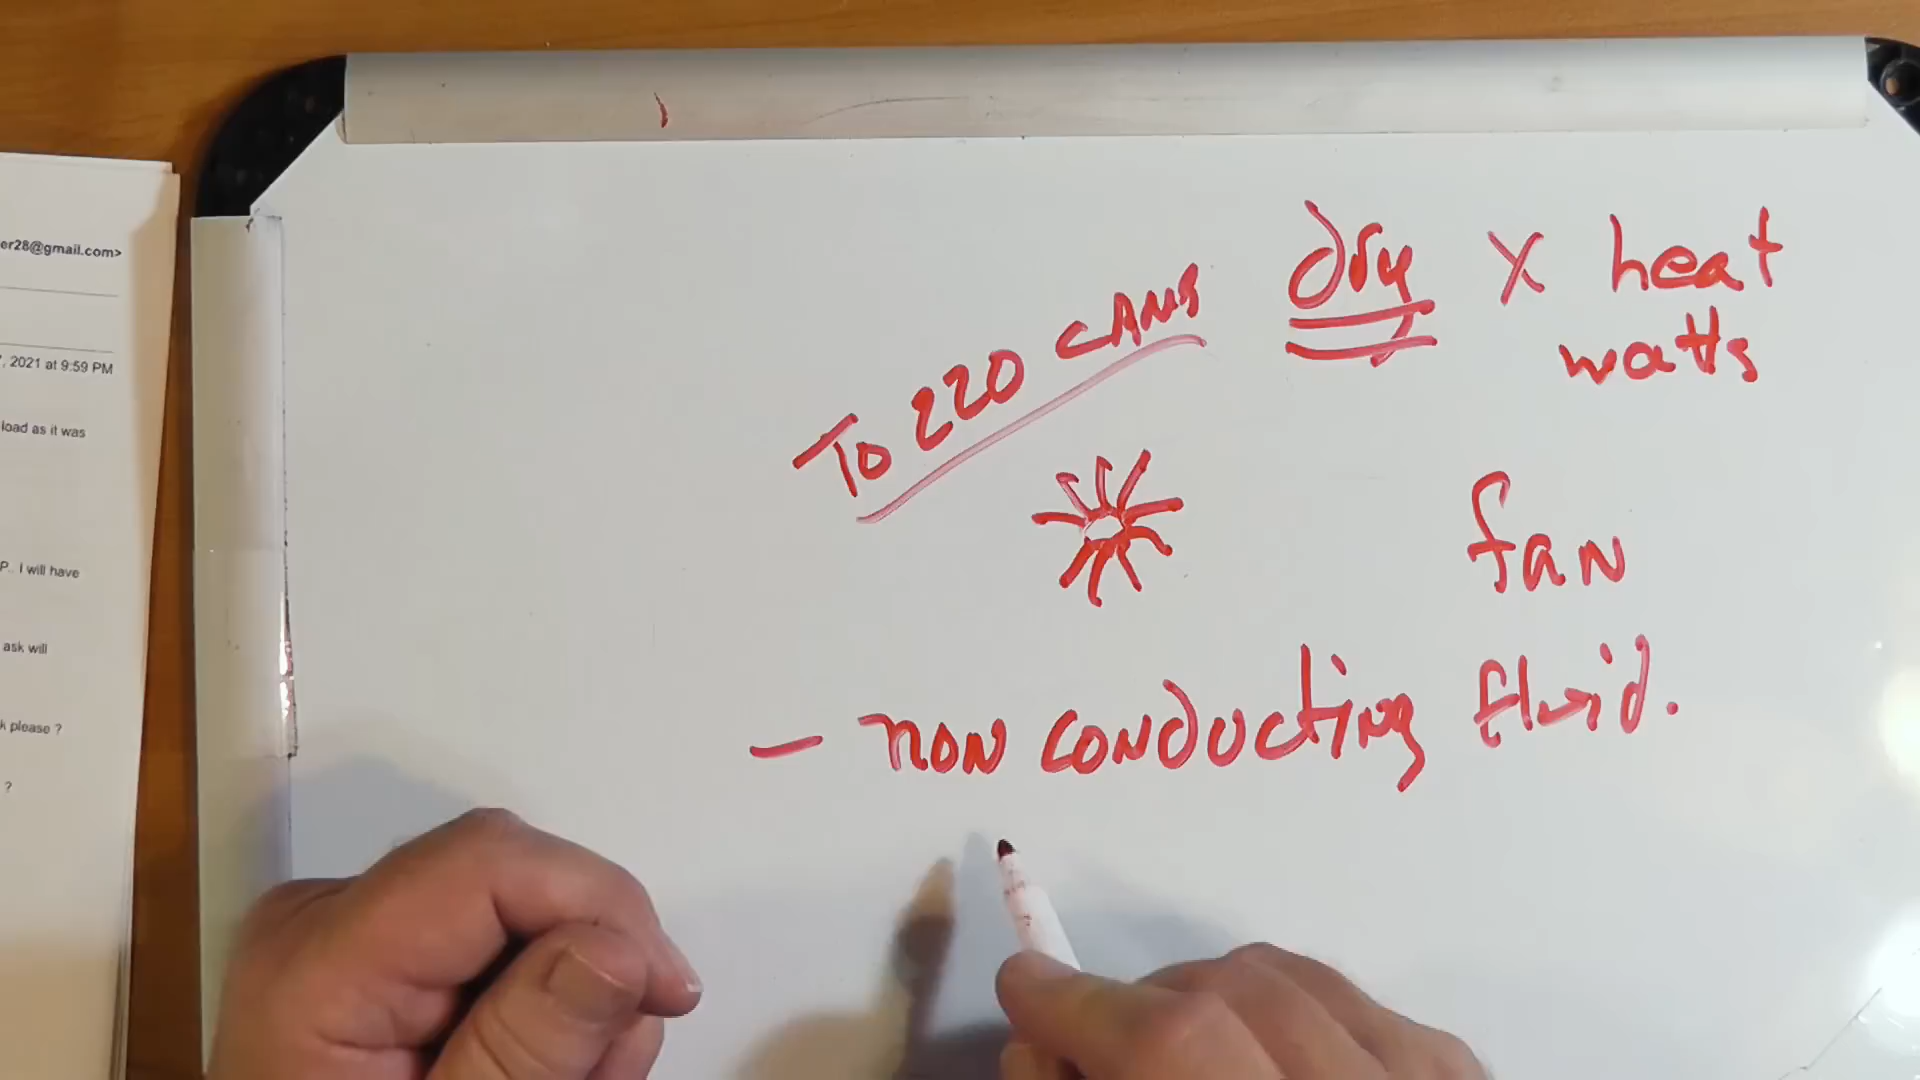 er28@gmail.com>
, 2021 at 9:59 PM
load as it was
P.. I will have
ask will
k please ?
?
dry X heat
watts
To 220 CANS
fan
- non conducting fluid.